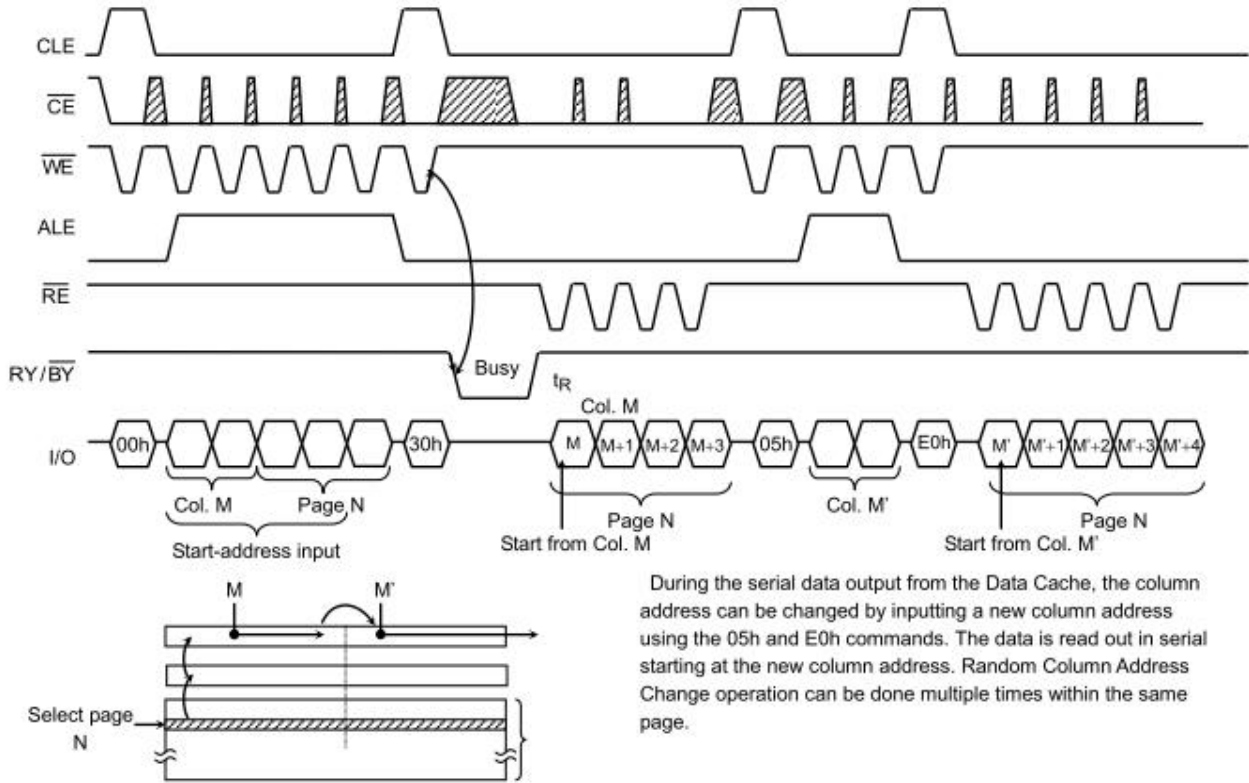 CLE
CE
WE
ALE
RE
RY/BY
Busy
tR
Col. M
I/O
00h
30h
M
M+1
M+2
M+3
05h
E0h
M'
M'+1
M'+2
M'+3
M'+4
Col. M
Page N
Start-address input
Page N
Start from Col. M
Col. M'
Page N
Start from Col. M'
M
M'
Select page
N
During the serial data output from the Data Cache, the column
address can be changed by inputting a new column address
using the 05h and E0h commands. The data is read out in serial
starting at the new column address. Random Column Address
Change operation can be done multiple times within the same
page.